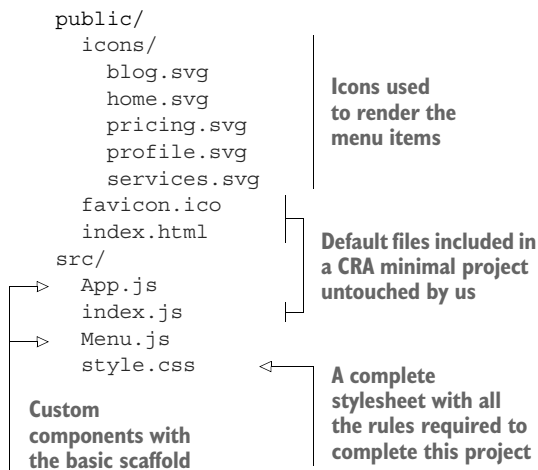 public/
icons/
blog.svg
home.svg
pricing.svg
profile.svg
services.svg
Icons used
to render the
menu items
favicon.ico
index.html
Default files included in
a CRA minimal project
untouched by us
src/
App.js
index.js
Menu.js
style.css
A complete
stylesheet with all
the rules required to
complete this project
Custom
components with
the basic scaffold